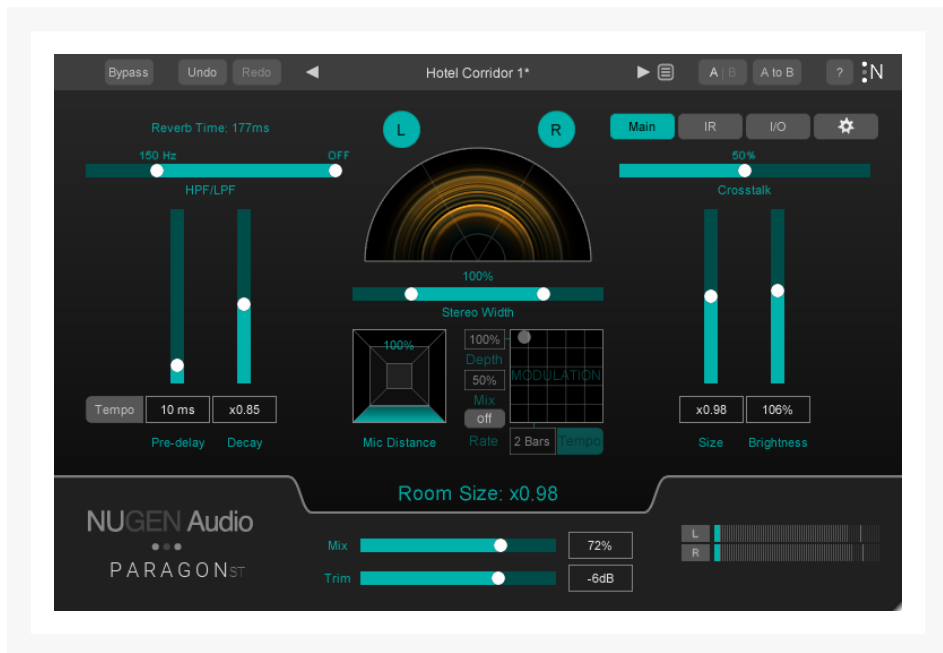 Bypass Undo Redo Hotel Corridor 1* A | B A to B ? N
Reverb Time: 177ms L R Main IR I/O
150 Hz OFF 50%
HPF/LPF Crosstalk
100%
Stereo Width
100% 100% MODULATION
Depth
50%
Mix
off
Tempo 10 ms x0.85 x0.98 106%
Pre-delay Decay Mic Distance Rate 2 Bars Tempo Size Brightness
Room Size: x0.98
NUGEN Audio
PARAGON ST
Mix 72% L
R
Trim -6dB